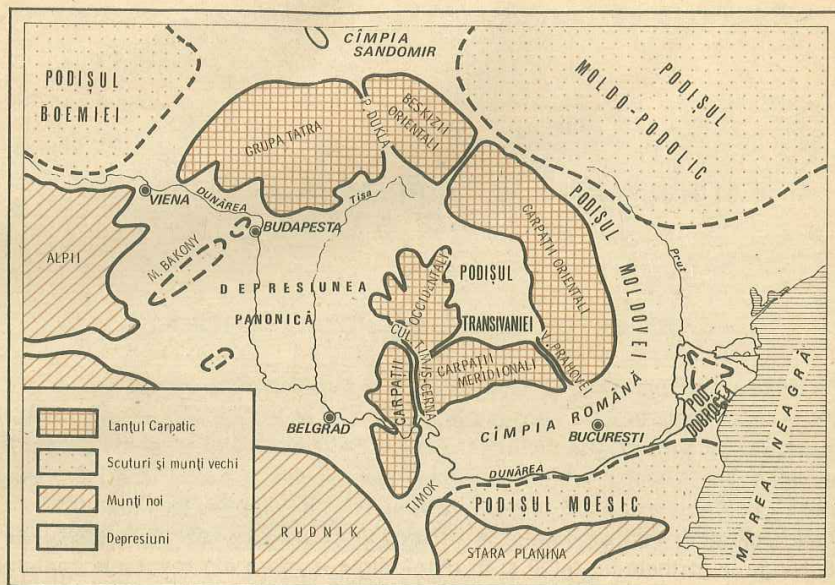 CÎMPIA
SANDOMIR
PODIȘUL
BOEMIEI
PODIȘUL
MOLDO-PODOLIC
GRUPA TATRA
P. DUKLA
BESKIZII
ORIENTALI
VIENA
DUNĂREA
Tisa
BUDAPESTA
ALPII
M. BAKONY
DEPRESIUNEA
PANONICĂ
OCCIDENTALI
CARPAȚII
PODIȘUL
TRANSIVANIEI
CARPAȚII ORIENTALI
PODIȘUL MOLDOVEI
Prut
CUL. TIMIȘ-CERNA
CARPAȚII
MERIDIONALI
V. PRAHOVEI
CÎMPIA ROMÂNĂ
BUCUREȘTI
POD.
DOBROGEI
MAREA NEAGRĂ
BELGRAD
DUNĂREA
TIMOK
PODIȘUL MOESIC
RUDNIK
STARA PLANINA
Lanțul Carpatic
Scuturi și munți vechi
Munți noi
Depresiuni